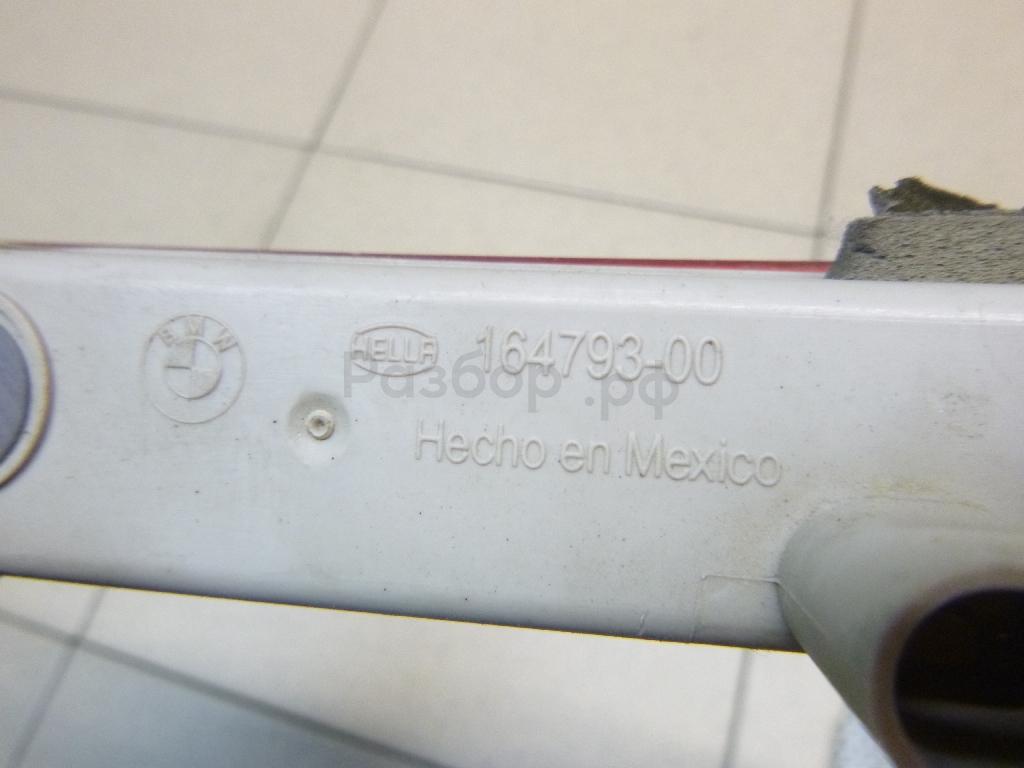 BMW
HELLA 164793-00
Разбор.рф
Hecho en Mexico